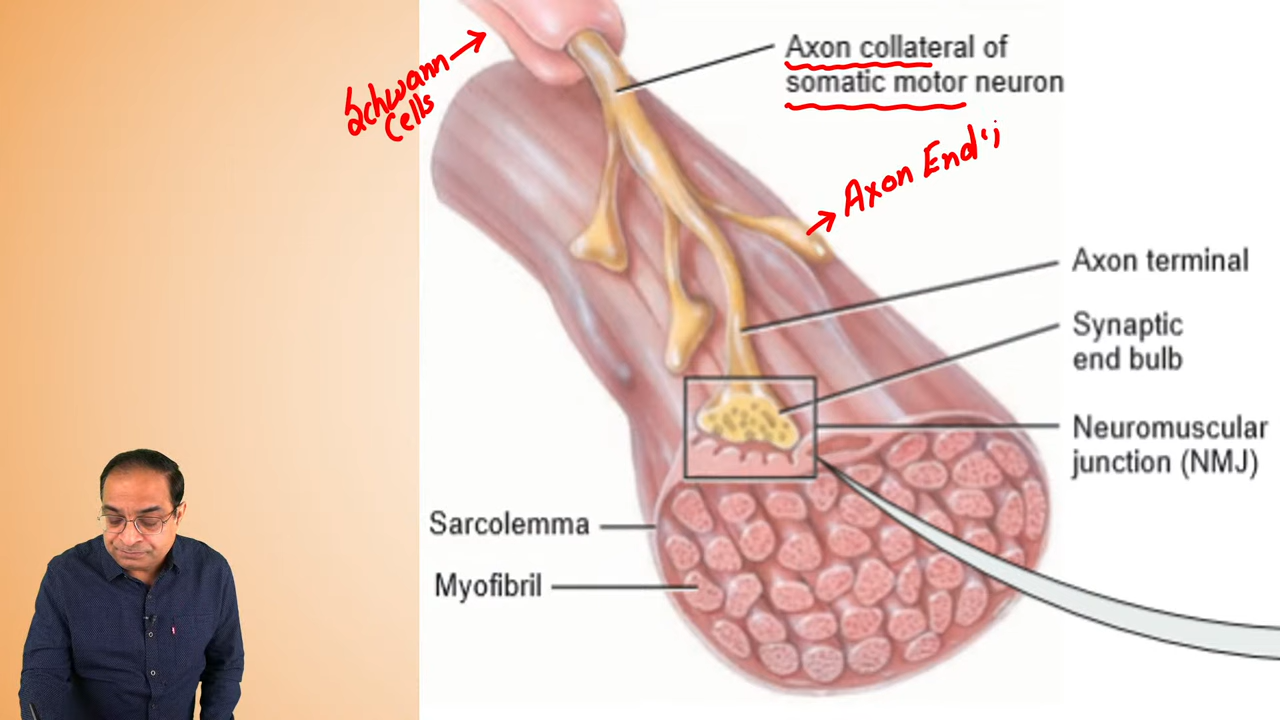 Schwann
Cells
Axon collateral of
somatic motor neuron
Axon
Axon terminal
Synaptic
end bulb
Neuromuscular
junction (NMJ)
Sarcolemma
Myofibril